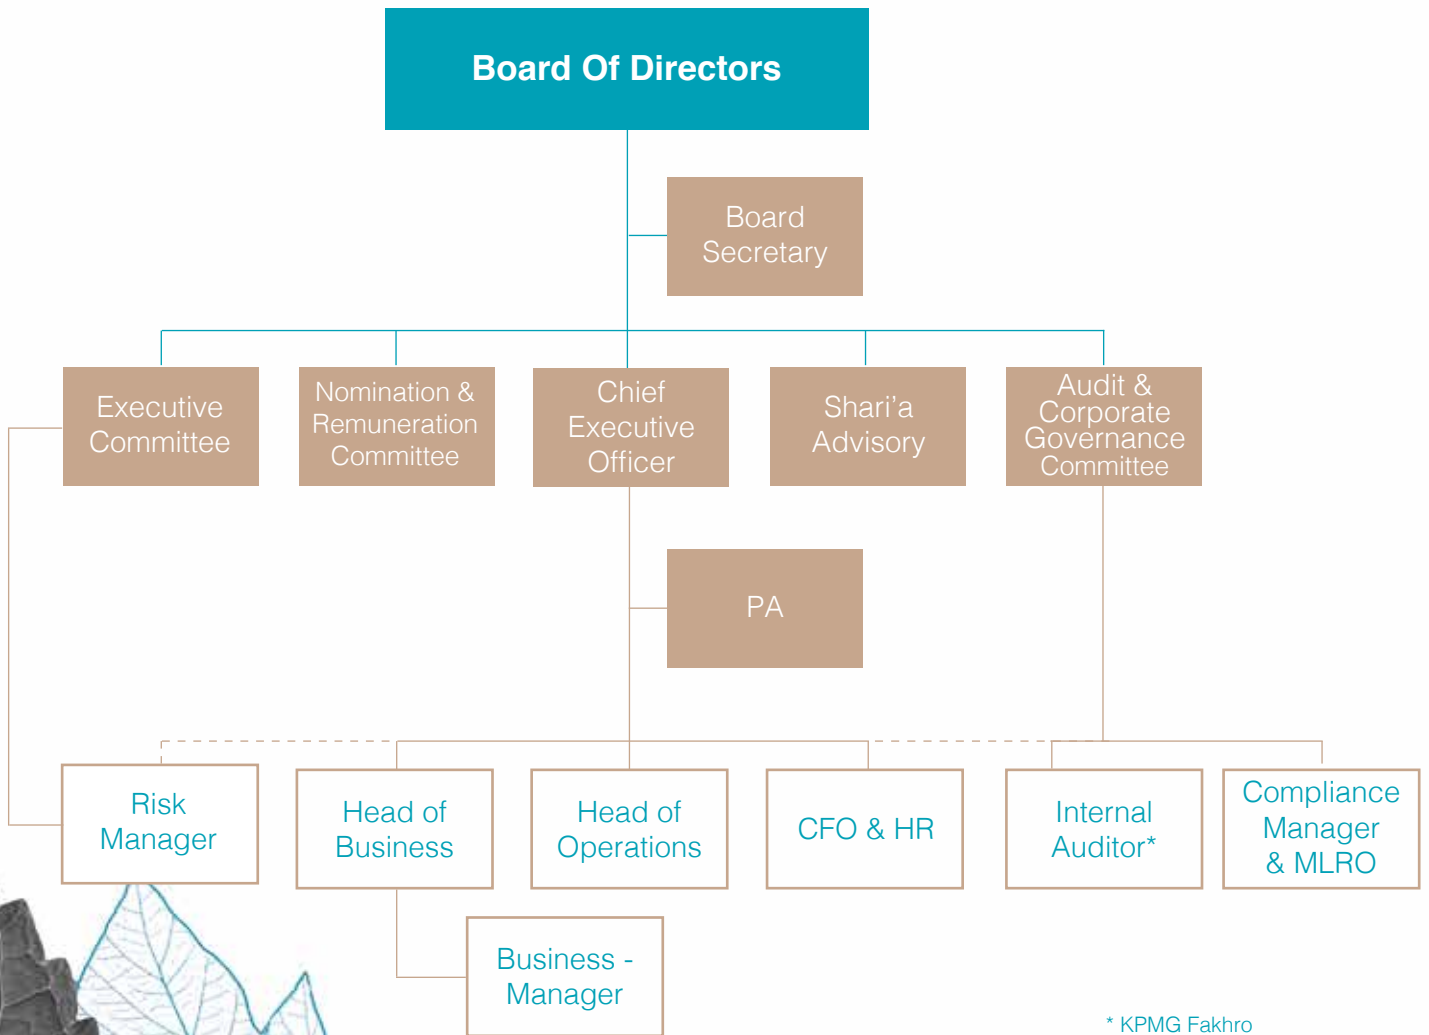 Board Of Directors
Board
Secretary
Executive
Committee
Nomination &
Remuneration
Committee
Chief
Executive
Officer
Shari’a
Advisory
Audit &
Corporate
Governance
Committee
PA
Risk
Manager
Head of
Business
Head of
Operations
CFO & HR
Internal
Auditor*
Compliance
Manager
& MLRO
Business -
Manager
* KPMG Fakhro